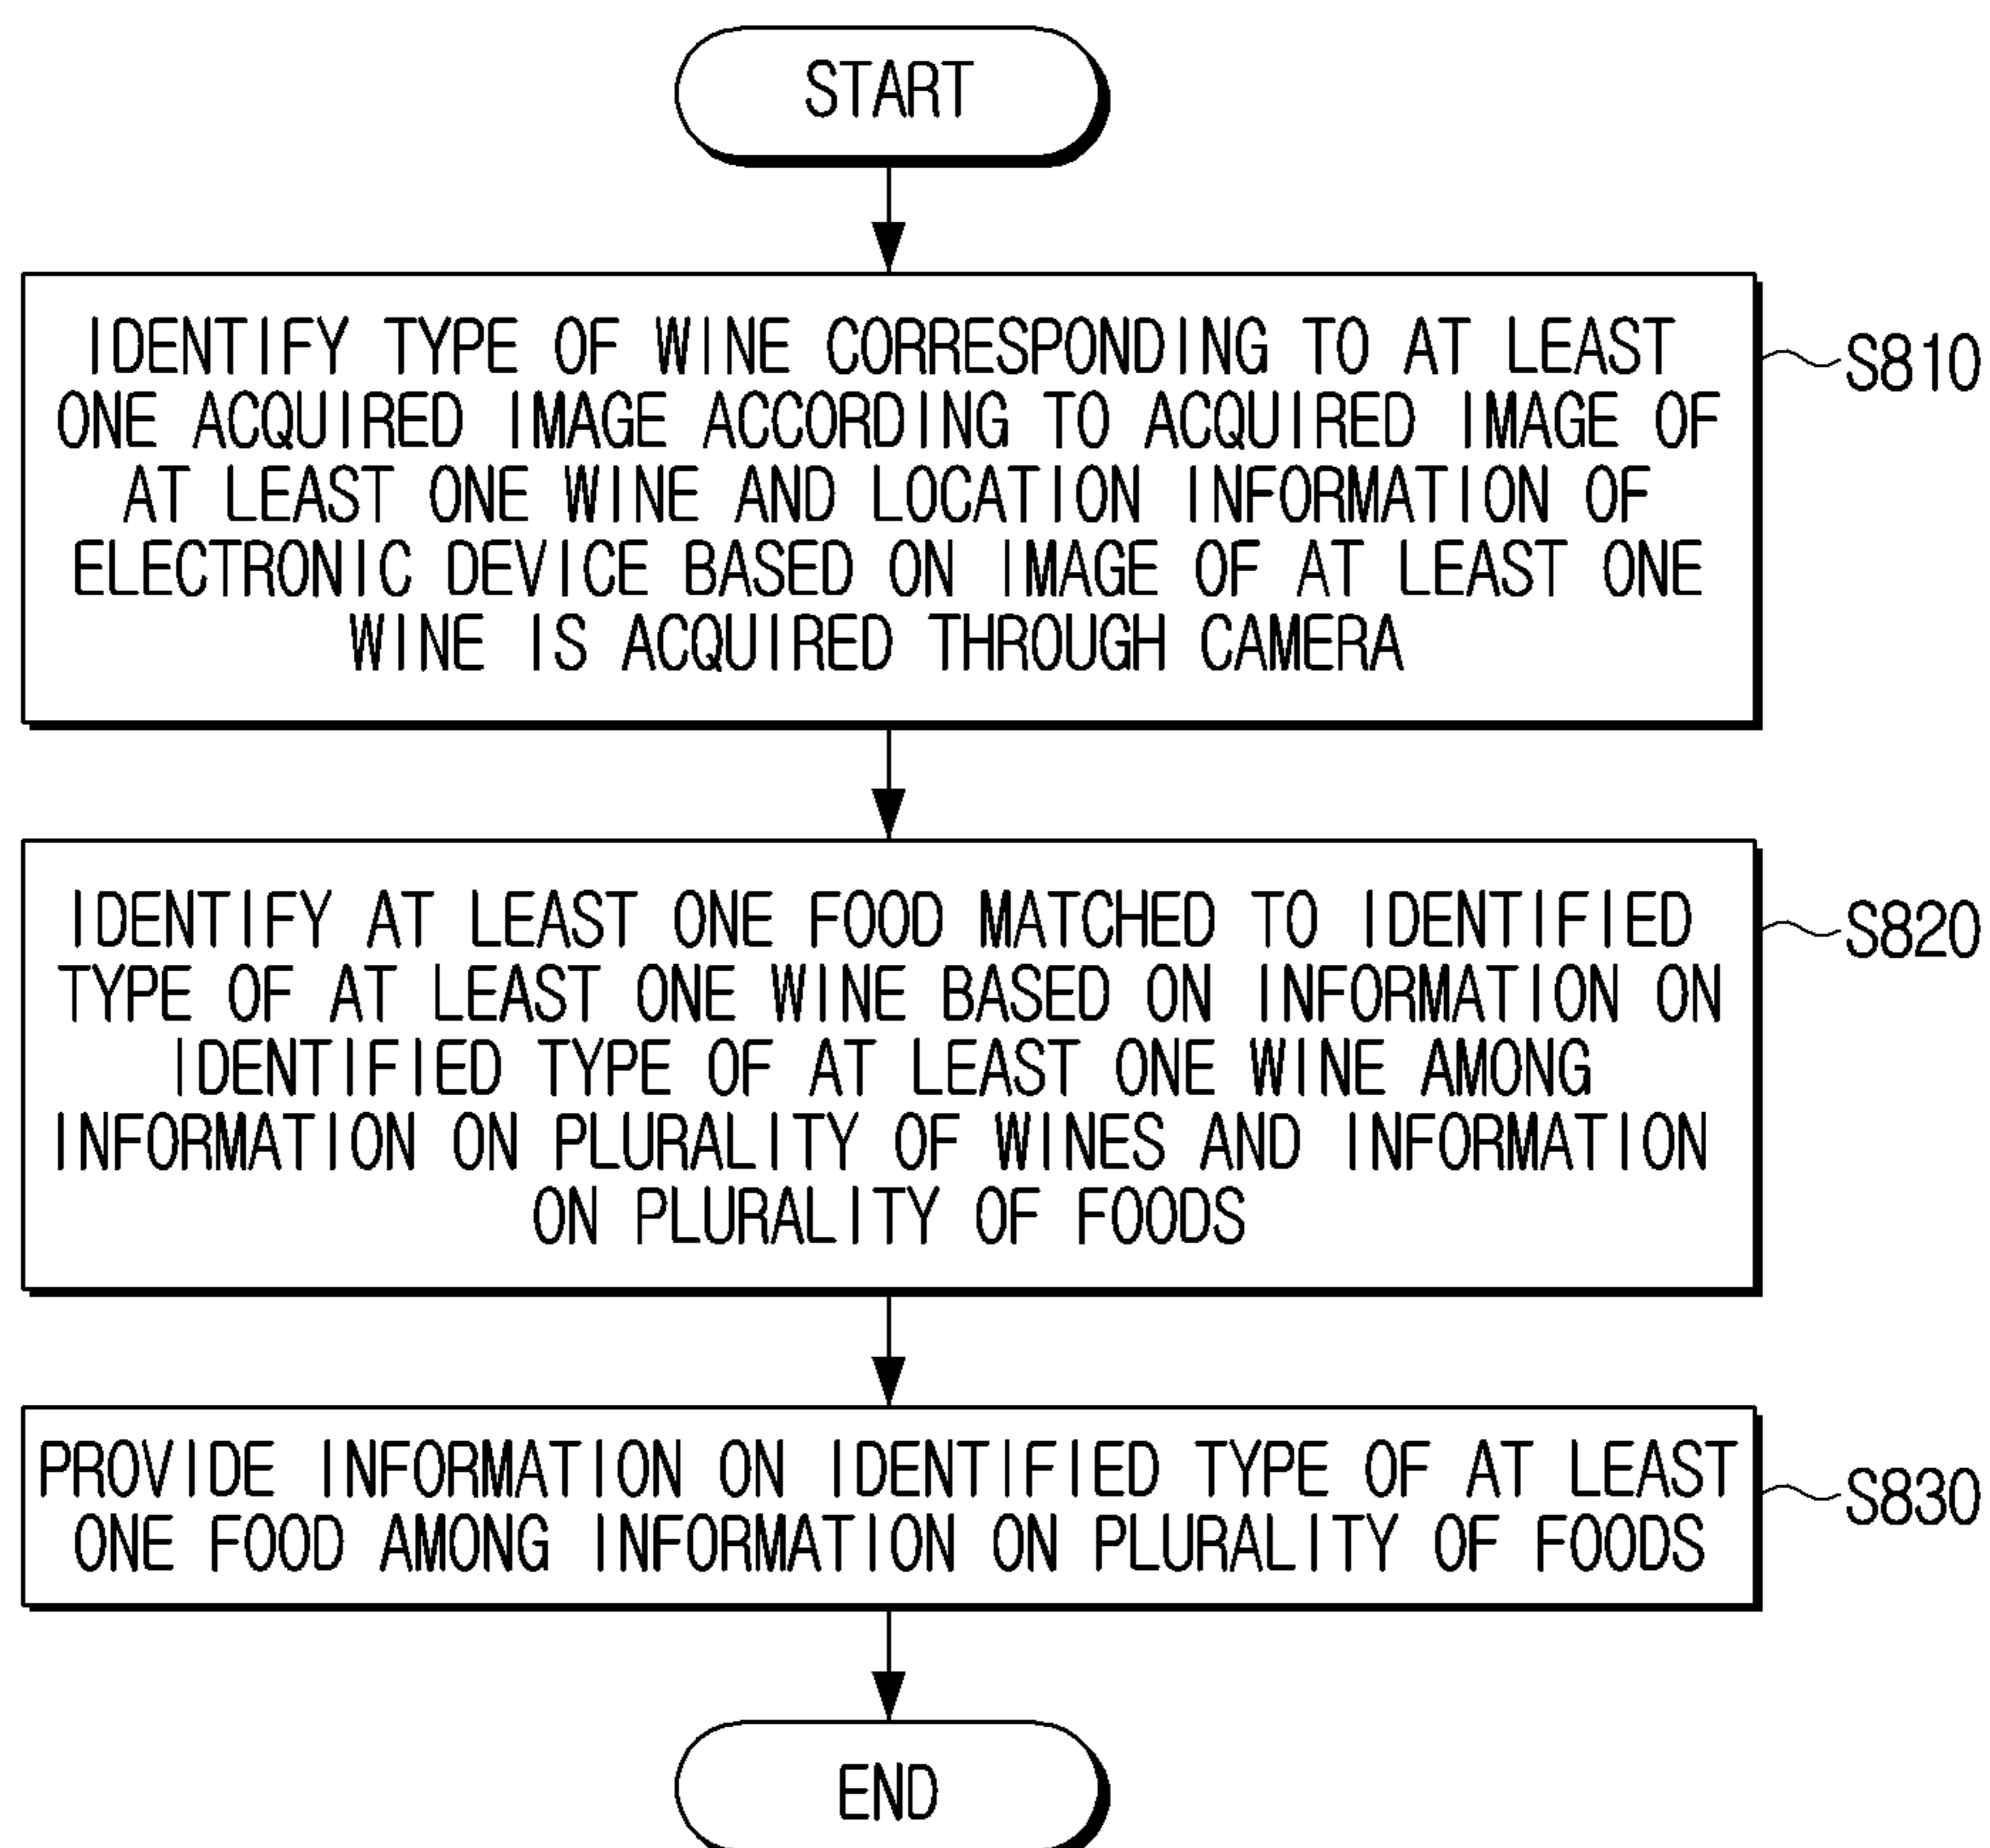 START
IDENTIFY TYPE OF WINE CORRESPONDING TO AT LEAST
ONE ACQUIRED IMAGE ACCORDING TO ACQUIRED IMAGE OF
AT LEAST ONE WINE AND LOCATION INFORMATION OF
ELECTRONIC DEVICE BASED ON IMAGE OF AT LEAST ONE
WINE IS ACQUIRED THROUGH CAMERA
S810
IDENTIFY AT LEAST ONE FOOD MATCHED TO IDENTIFIED
TYPE OF AT LEAST ONE WINE BASED ON INFORMATION ON
IDENTIFIED TYPE OF AT LEAST ONE WINE AMONG
INFORMATION ON PLURALITY OF WINES AND INFORMATION
ON PLURALITY OF FOODS
S820
PROVIDE INFORMATION ON IDENTIFIED TYPE OF AT LEAST
ONE FOOD AMONG INFORMATION ON PLURALITY OF FOODS
S830
END